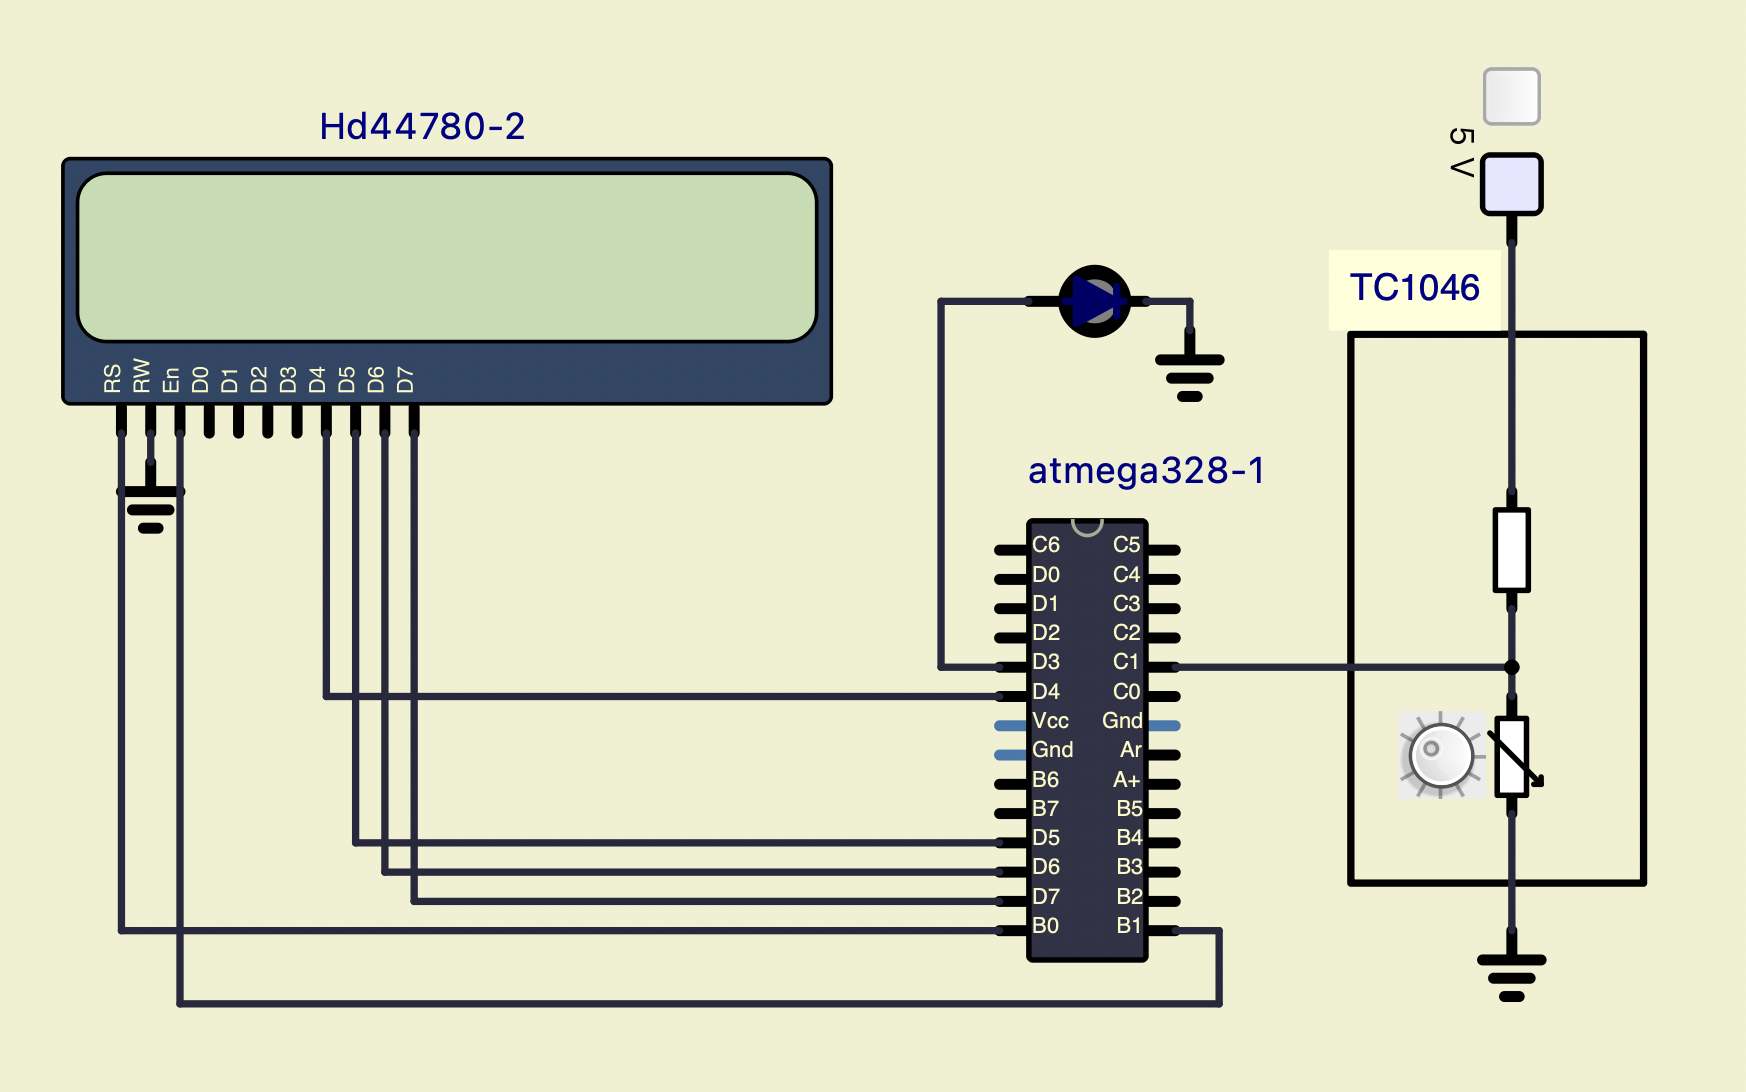 Hd44780-2
RS RW En D0 D1 D2 D3 D4 D5 D6 D7
5 V
TC1046
atmega328-1
C6 C5
D0 C4
D1 C3
D2 C2
D3 C1
D4 C0
Vcc Gnd
Gnd Ar
B6 A+
B7 B5
D5 B4
D6 B3
D7 B2
B0 B1